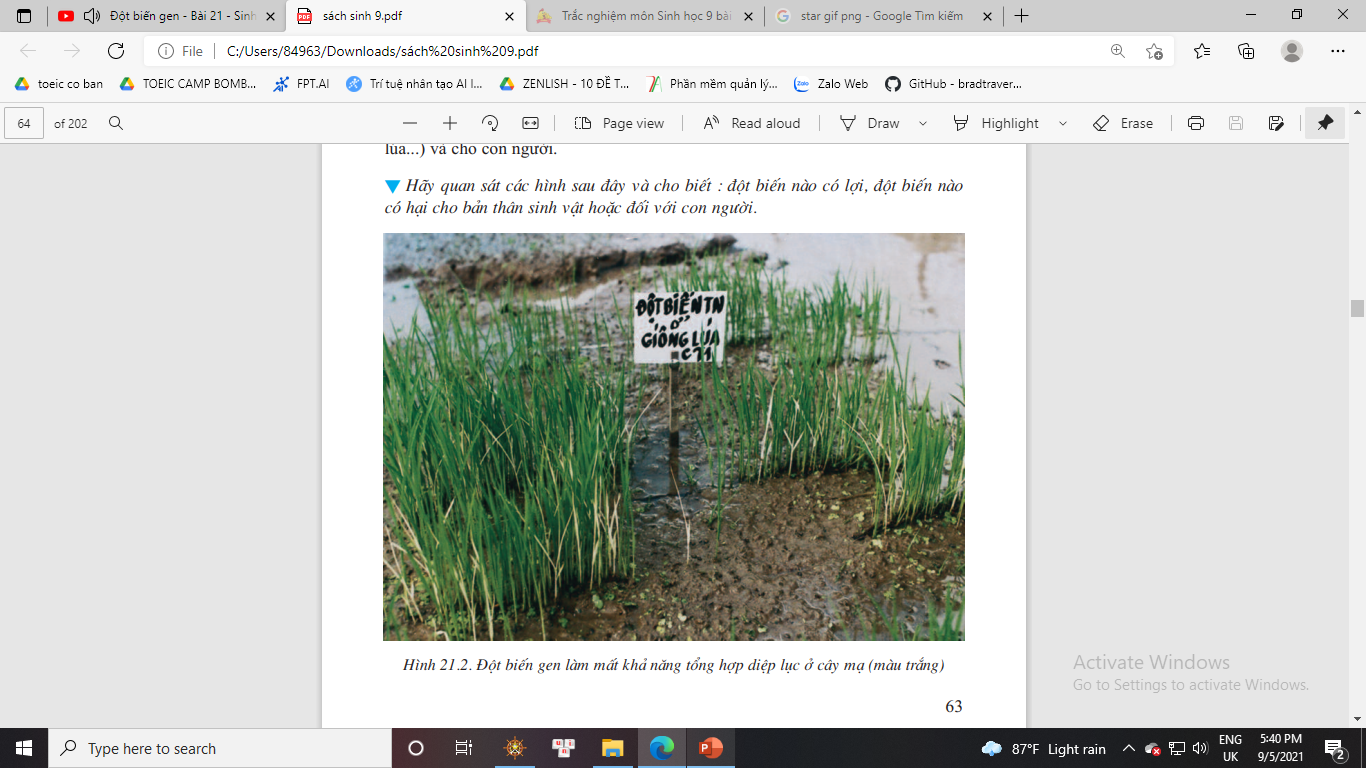 Đột biến gen - Bài 21 - Sinh
sách sinh 9.pdf
Trắc nghiệm môn Sinh học 9 bài
star gif png - Google Tìm kiếm
File
C:/Users/84963/Downloads/sách%20sinh%209.pdf
toeic co ban
TOEIC CAMP BOMB...
FPT.AI
Trí tuệ nhân tạo AI l...
ZENLISH - 10 ĐỀ T...
Phần mềm quản lý...
Zalo Web
GitHub - bradtraver...
64 of 202
Page view
Read aloud
Draw
Highlight
Erase
lúa...) và cho con người.
Hãy quan sát các hình sau đây và cho biết : đột biến nào có lợi, đột biến nào
có hại cho bản thân sinh vật hoặc đối với con người.
ĐỘT BIẾN TN
Ở
GIỐNG LÚA
C71
Hình 21.2. Đột biến gen làm mất khả năng tổng hợp diệp lục ở cây mạ (màu trắng)
63
Activate Windows
Go to Settings to activate Windows.
Type here to search
87°F Light rain
ENG
UK
5:40 PM
9/5/2021
2